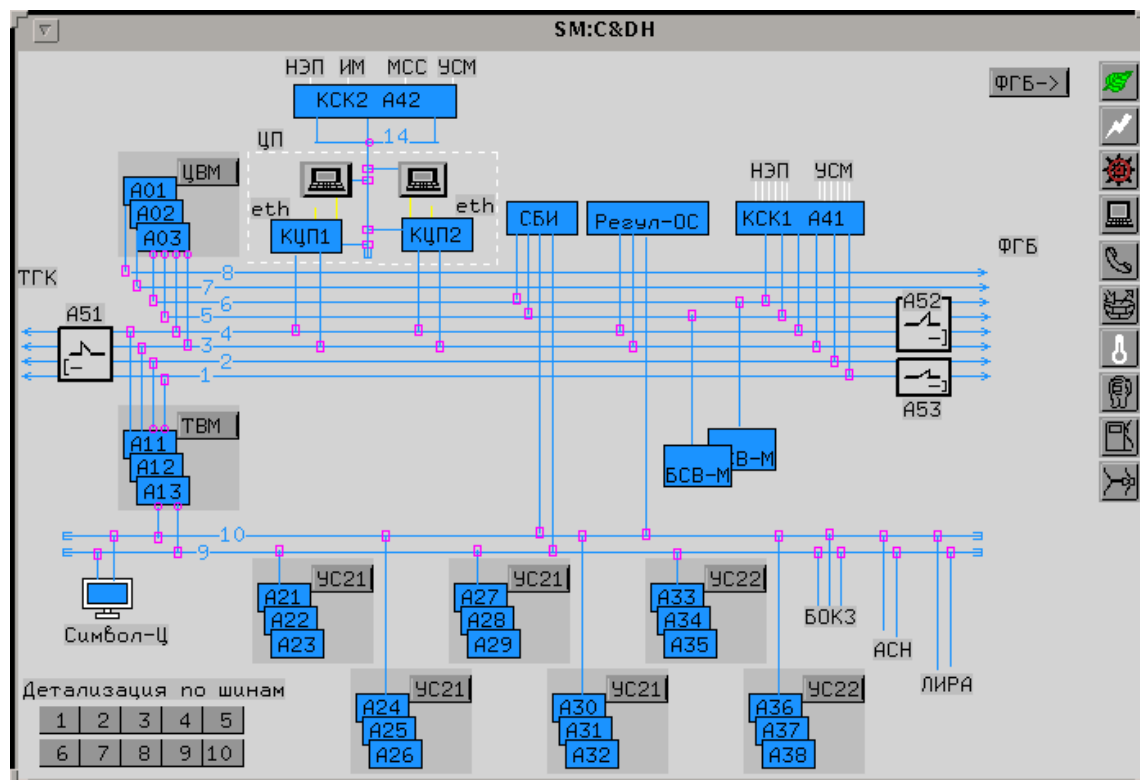 SM:C&DH
НЭП ИМ МСС УСМ
КСК2 А42
ФГБ->
14
ЦП
ЦВМ
А01
А02
А03
eth
eth
КЦП1
КЦП2
СБИ
Регул-ОС
НЭП УСМ
КСК1 А41
ТГК
ФГБ
8
7
6
5
4
3
2
1
А51
А52
А53
ТВМ
А11
А12
А13
СВ-М
БСВ-М
10
9
Символ-Ц
УС21
А21
А22
А23
УС21
А27
А28
А29
УС22
А33
А34
А35
БОКЗ
АСН
ЛИРА
УС21
А24
А25
А26
УС21
А30
А31
А32
УС22
А36
А37
А38
Детализация по шинам
1 2 3 4 5
6 7 8 9 10